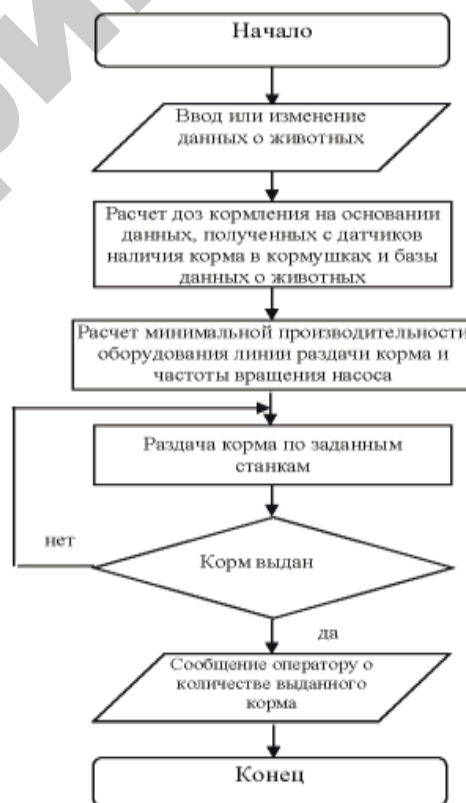 Начало
Ввод или изменение
данных о животных
Расчет доз кормления на основании
данных, полученных с датчиков
наличия корма в кормушках и базы
данных о животных
Расчет минимальной производительности
оборудования линии раздачи корма и
частоты вращения насоса
Раздача корма по заданным
станкам
нет
Корм выдан
да
Сообщение оператору о
количестве выданного
корма
Конец